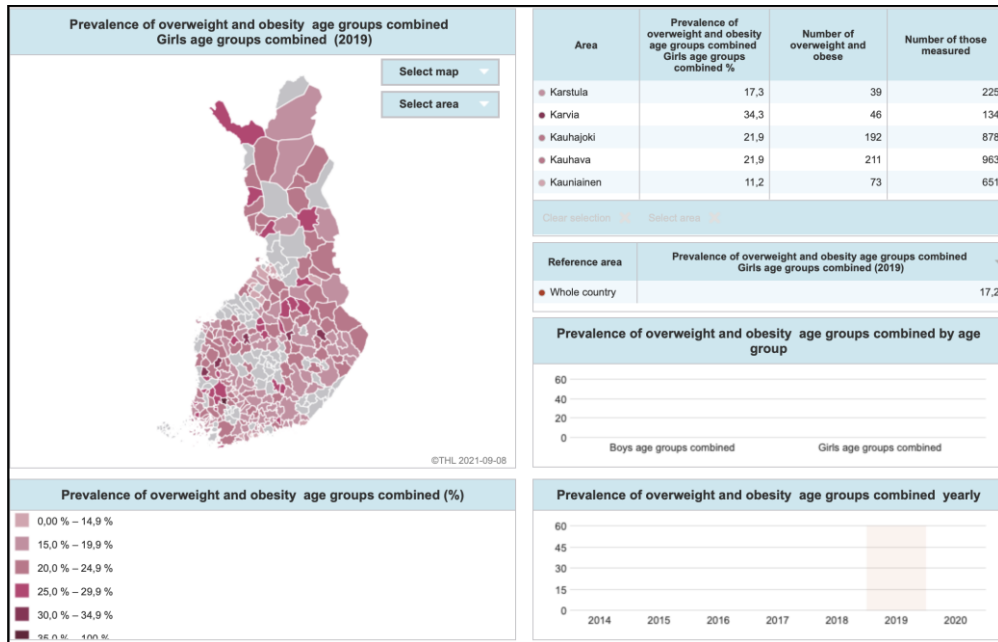 Prevalence of overweight and obesity age groups combined
Girls age groups combined (2019)
Select map
Select area
©THL 2021-09-08
Prevalence of overweight and obesity age groups combined (%)
0,00 % – 14,9 %
15,0 % – 19,9 %
20,0 % – 24,9 %
25,0 % – 29,9 %
30,0 % – 34,9 %
35,0 % – 100 %
Area
Prevalence of
overweight and obesity
age groups combined
Girls age groups
combined %
Number of
overweight and
obese
Number of those
measured
Karstula 17,3 39 225
Karvia 34,3 46 134
Kauhajoki 21,9 192 878
Kauhava 21,9 211 963
Kauniainen 11,2 73 651
Clear selection Select area
Reference area
Prevalence of overweight and obesity age groups combined
Girls age groups combined (2019)
Whole country 17,2
Prevalence of overweight and obesity age groups combined by age
group
60
40
20
0
Boys age groups combined Girls age groups combined
Prevalence of overweight and obesity age groups combined yearly
60
45
30
15
0
2014 2015 2016 2017 2018 2019 2020